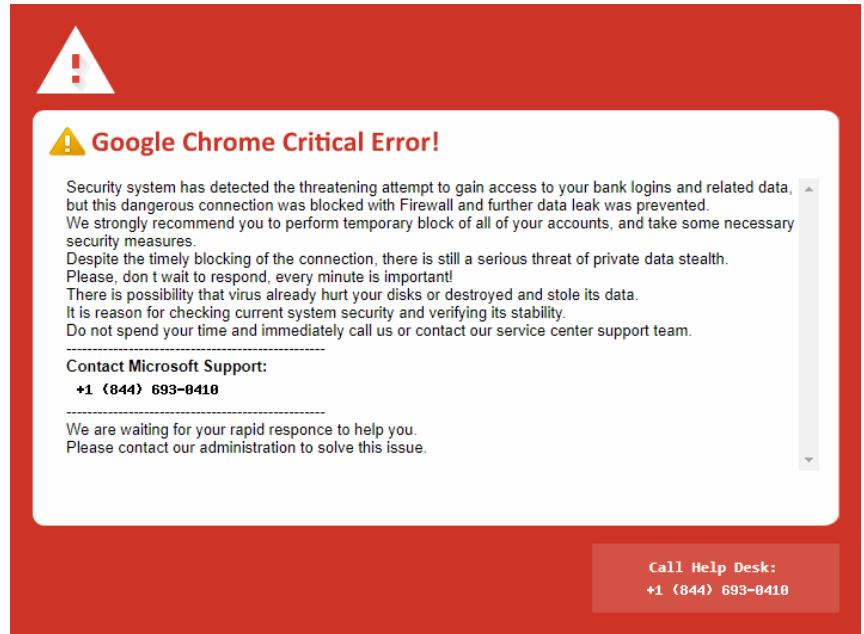 Google Chrome Critical Error!
Security system has detected the threatening attempt to gain access to your bank logins and related data,
but this dangerous connection was blocked with Firewall and further data leak was prevented.
We strongly recommend you to perform temporary block of all of your accounts, and take some necessary
security measures.
Despite the timely blocking of the connection, there is still a serious threat of private data stealth.
Please, don t wait to respond, every minute is important!
There is possibility that virus already hurt your disks or destroyed and stole its data.
It is reason for checking current system security and verifying its stability.
Do not spend your time and immediately call us or contact our service center support team.
--------------------------------------------------
Contact Microsoft Support:
+1 (844) 693-0410
--------------------------------------------------
We are waiting for your rapid responce to help you.
Please contact our administration to solve this issue.
Call Help Desk:
+1 (844) 693-0410